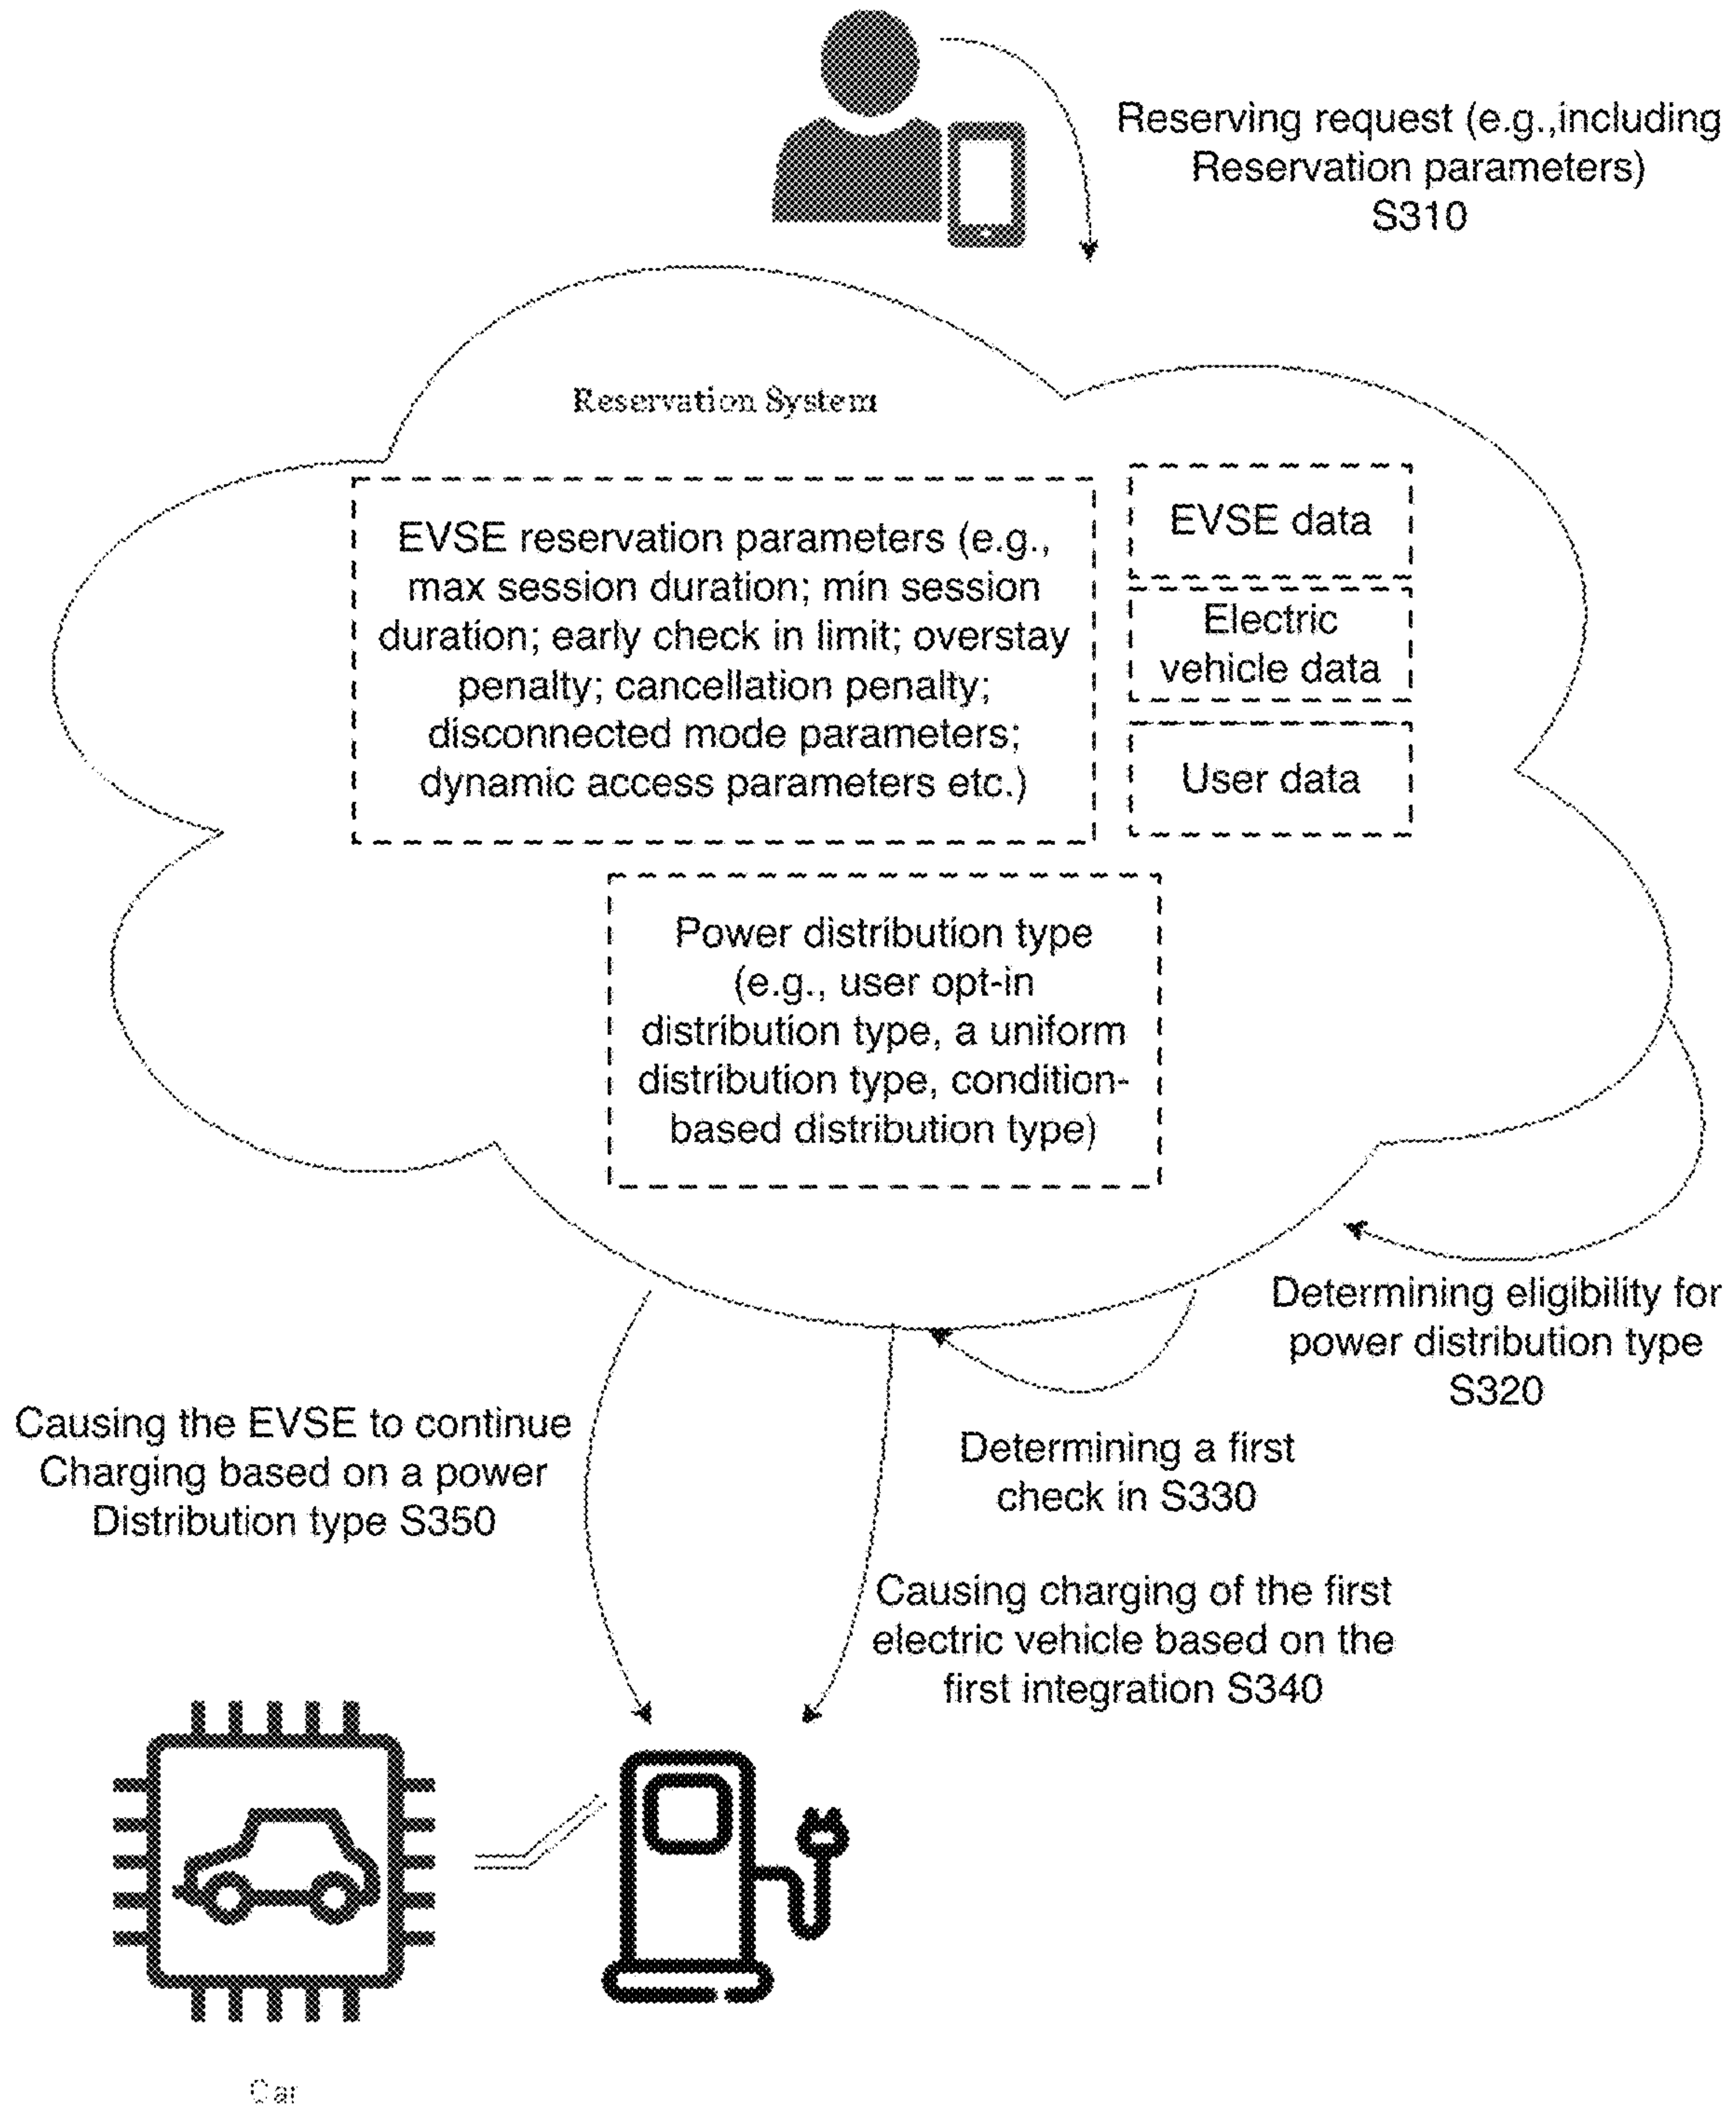 Reserving request (e.g.,including
Reservation parameters)
S310
Reservation System
EVSE reservation parameters (e.g.,
max session duration; min session
duration; early check in limit; overstay
penalty; cancellation penalty;
disconnected mode parameters;
dynamic access parameters etc.)
EVSE data
Electric
vehicle data
User data
Power distribution type
(e.g., user opt-in
distribution type, a uniform
distribution type, condition-
based distribution type)
Determining eligibility for
power distribution type
S320
Causing the EVSE to continue
Charging based on a power
Distribution type S350
Determining a first
check in S330
Causing charging of the first
electric vehicle based on the
first integration S340
Car